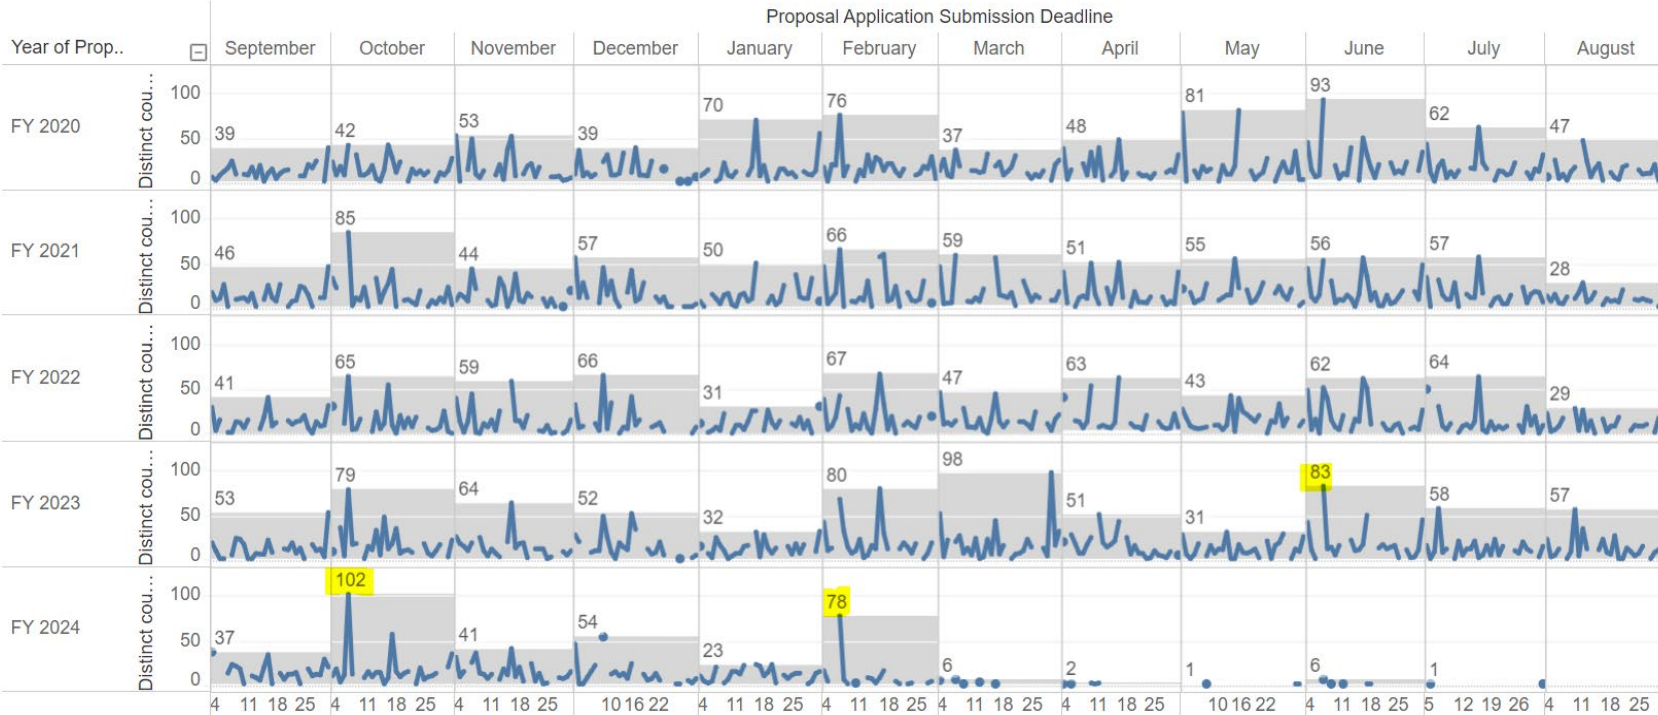 Proposal Application Submission Deadline
Year of Prop.. September October November December January February March April May June July August
FY 2020 Distinct cou... 100 50 0 39 42 53 39 70 76 37 48 81 93 62 47
FY 2021 Distinct cou... 100 50 0 46 85 44 57 50 66 59 51 55 56 57 28
FY 2022 Distinct cou... 100 50 0 41 65 59 66 31 67 47 63 43 62 64 29
FY 2023 Distinct cou... 100 50 0 53 79 64 52 32 80 98 51 31 83 58 57
FY 2024 Distinct cou... 100 50 0 37 102 41 54 23 78 6 2 1 6 1
4 11 18 25 4 11 18 25 4 11 18 25 10 16 22 4 11 18 25 4 11 18 25 4 11 18 25 4 11 18 25 10 16 22 4 11 18 25 5 12 19 26 4 11 18 25